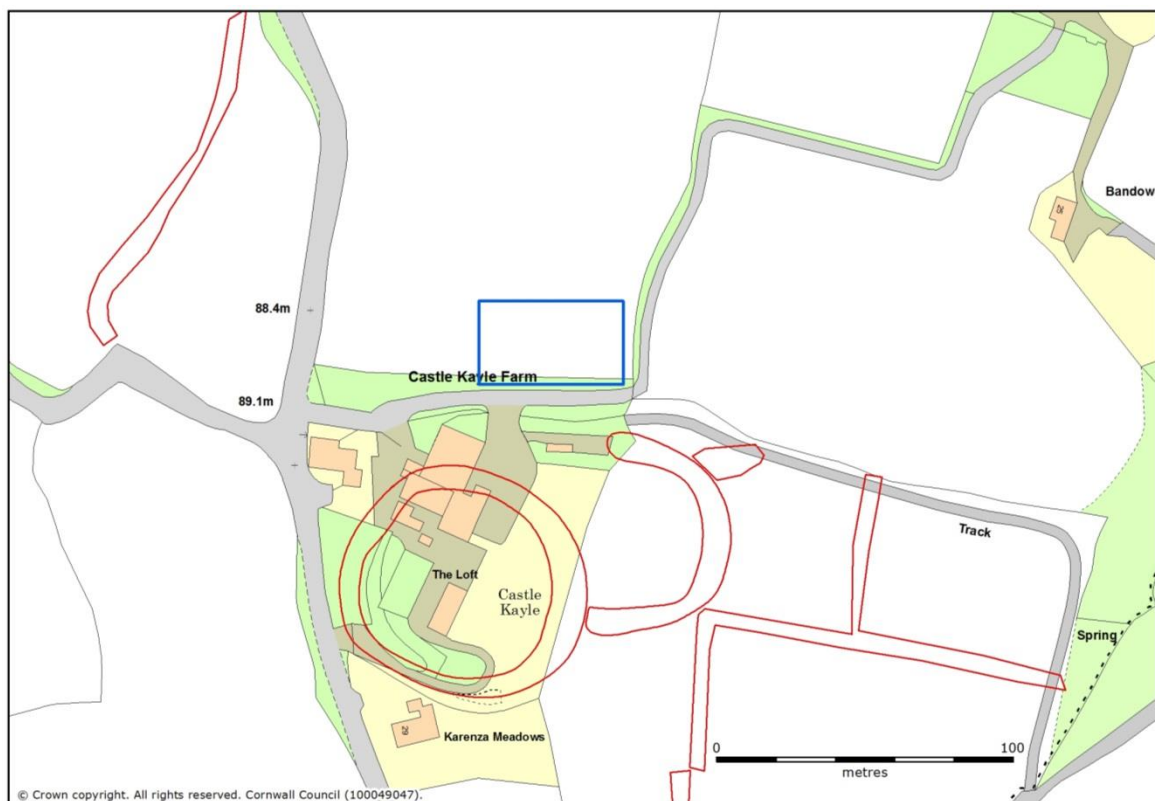 Bandow
88.4m
Castle Kayle Farm
89.1m
Track
The Loft
Castle
Kayle
Spring
29
Karenza Meadows
0 100
metres
© Crown copyright. All rights reserved. Cornwall Council (100049047).